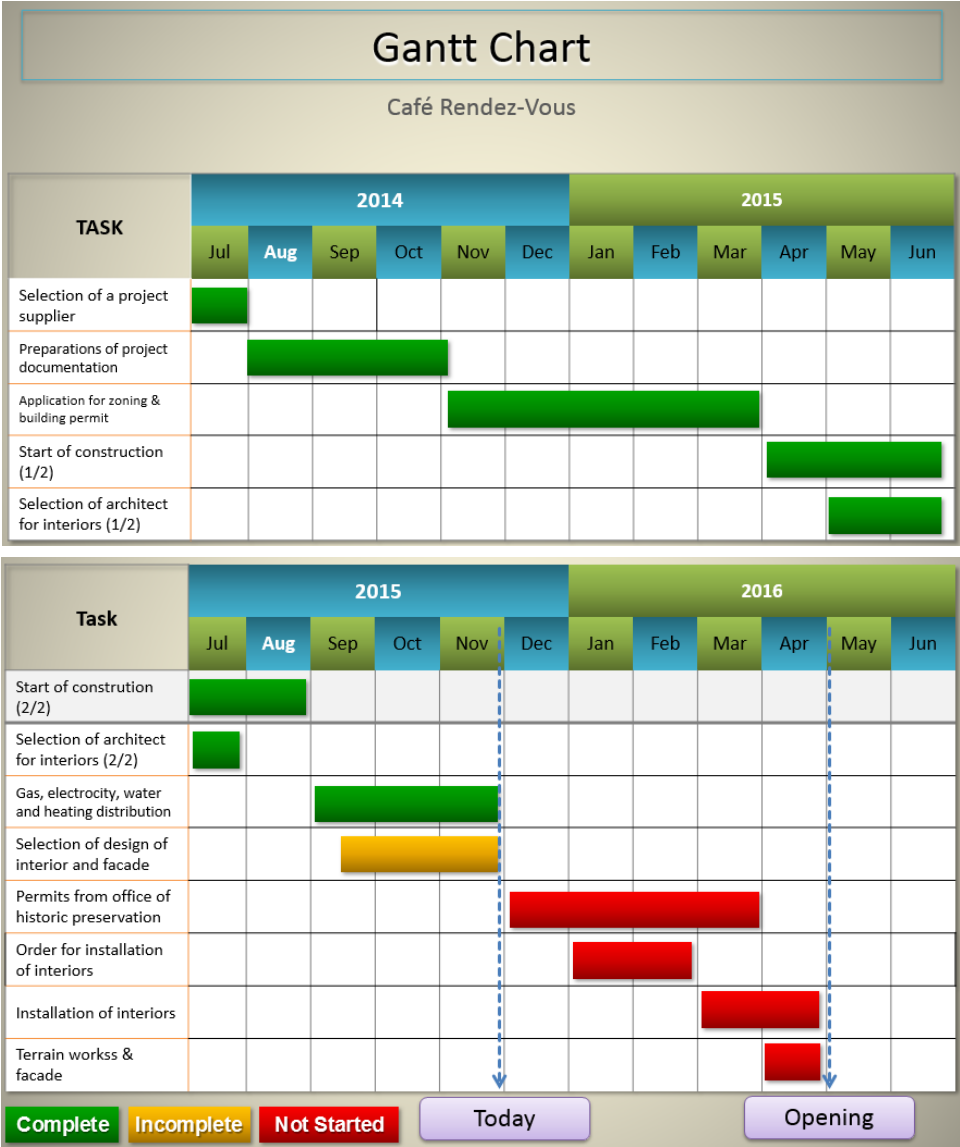 Gantt Chart
Café Rendez-Vous
TASK
2014
2015
Jul
Aug
Sep
Oct
Nov
Dec
Jan
Feb
Mar
Apr
May
Jun
Selection of a project
supplier
Preparations of project
documentation
Application for zoning &
building permit
Start of construction
(1/2)
Selection of architect
for interiors (1/2)
Task
2015
2016
Jul
Aug
Sep
Oct
Nov
Dec
Jan
Feb
Mar
Apr
May
Jun
Start of constrution
(2/2)
Selection of architect
for interiors (2/2)
Gas, electrocity, water
and heating distribution
Selection of design of
interior and facade
Permits from office of
historic preservation
Order for installation
of interiors
Installation of interiors
Terrain workss &
facade
Complete
Incomplete
Not Started
Today
Opening